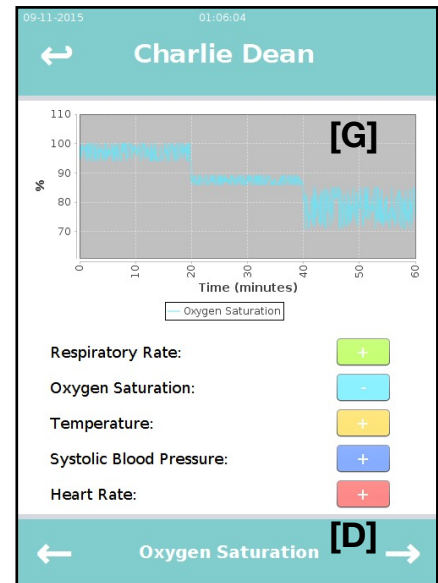 09-11-2015 01:06:04
Charlie Dean
[G]
110
100
90
80
70
%
0 10 20 30 40 50 60
Time (minutes)
Oxygen Saturation
Respiratory Rate: +
Oxygen Saturation: -
Temperature: +
Systolic Blood Pressure: +
Heart Rate: +
[D]
Oxygen Saturation